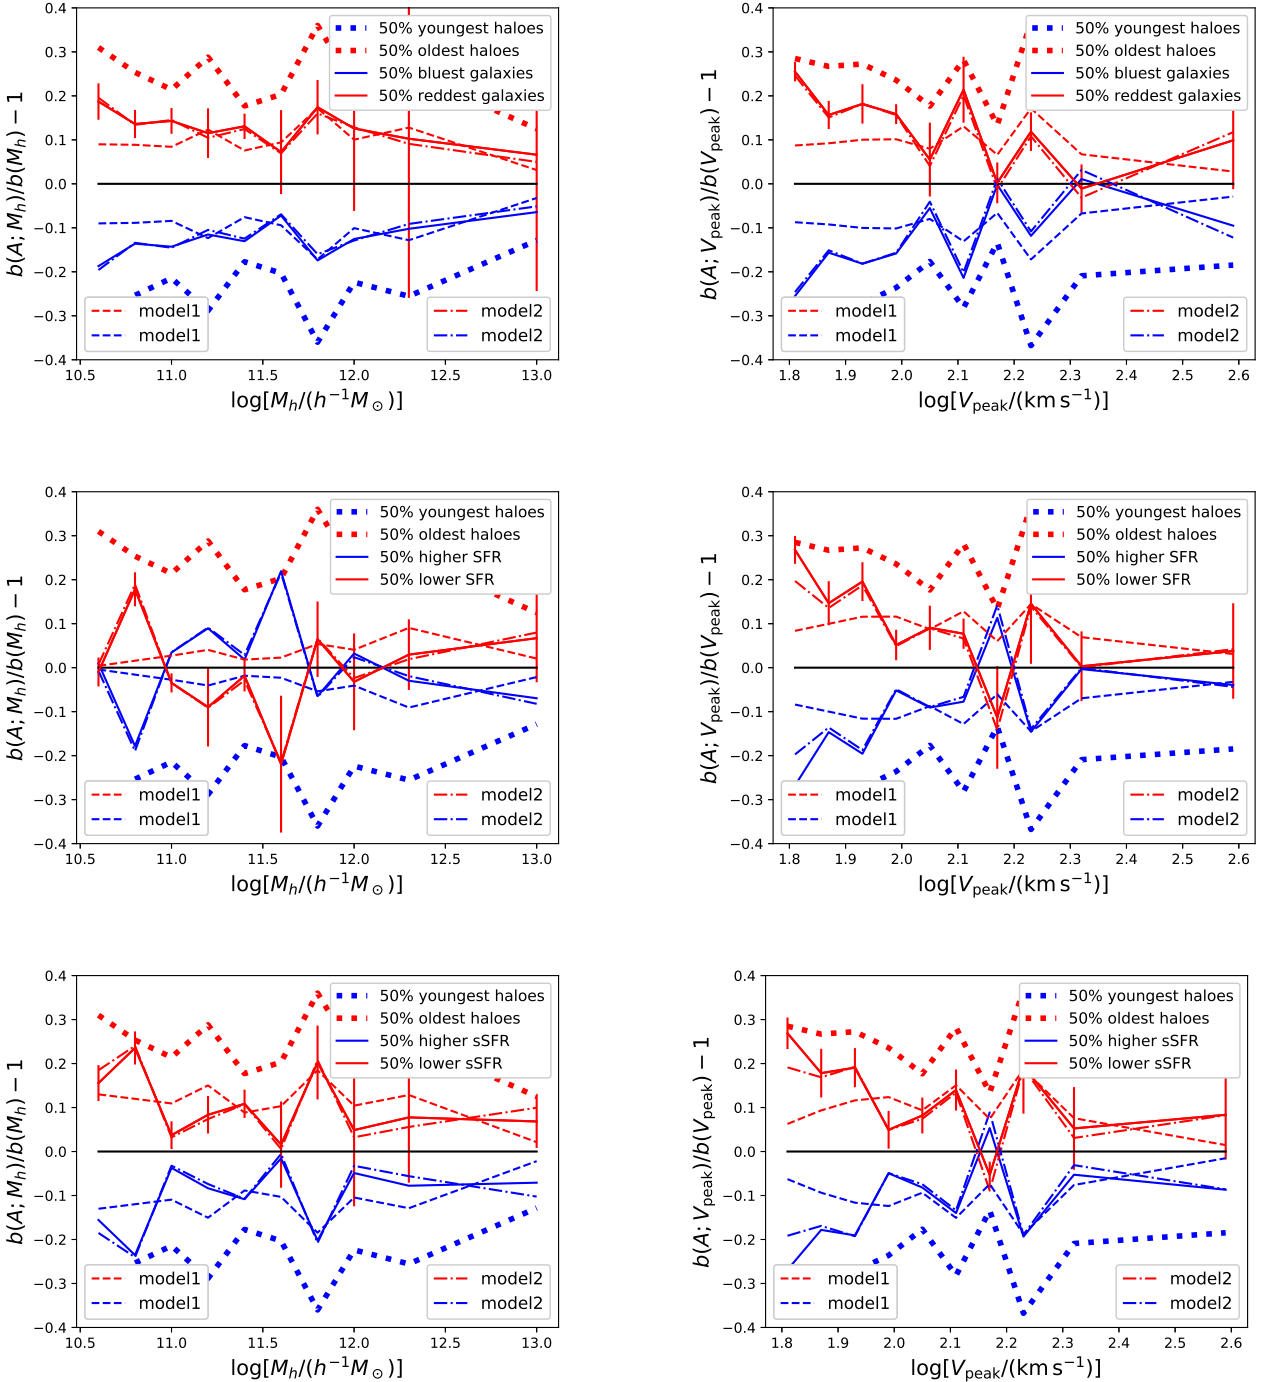 0.4
0.3
0.2
0.1
0.0
−0.1
−0.2
−0.3
−0.4
b(A; M_h)/b(M_h) − 1
50% youngest haloes
50% oldest haloes
50% bluest galaxies
50% reddest galaxies
model1
model1
model2
model2
10.5 11.0 11.5 12.0 12.5 13.0
log[M_h/(h⁻¹M⊙)]
0.4
0.3
0.2
0.1
0.0
−0.1
−0.2
−0.3
−0.4
b(A; V_peak)/b(V_peak) − 1
50% youngest haloes
50% oldest haloes
50% bluest galaxies
50% reddest galaxies
model1
model1
model2
model2
1.8 1.9 2.0 2.1 2.2 2.3 2.4 2.5 2.6
log[V_peak/(km s⁻¹)]
0.4
0.3
0.2
0.1
0.0
−0.1
−0.2
−0.3
−0.4
b(A; M_h)/b(M_h) − 1
50% youngest haloes
50% oldest haloes
50% higher SFR
50% lower SFR
model1
model1
model2
model2
10.5 11.0 11.5 12.0 12.5 13.0
log[M_h/(h⁻¹M⊙)]
0.4
0.3
0.2
0.1
0.0
−0.1
−0.2
−0.3
−0.4
b(A; V_peak)/b(V_peak) − 1
50% youngest haloes
50% oldest haloes
50% higher SFR
50% lower SFR
model1
model1
model2
model2
1.8 1.9 2.0 2.1 2.2 2.3 2.4 2.5 2.6
log[V_peak/(km s⁻¹)]
0.4
0.3
0.2
0.1
0.0
−0.1
−0.2
−0.3
−0.4
b(A; M_h)/b(M_h) − 1
50% youngest haloes
50% oldest haloes
50% higher sSFR
50% lower sSFR
model1
model1
model2
model2
10.5 11.0 11.5 12.0 12.5 13.0
log[M_h/(h⁻¹M⊙)]
0.4
0.3
0.2
0.1
0.0
−0.1
−0.2
−0.3
−0.4
b(A; V_peak)/b(V_peak) − 1
50% youngest haloes
50% oldest haloes
50% higher sSFR
50% lower sSFR
model1
model1
model2
model2
1.8 1.9 2.0 2.1 2.2 2.3 2.4 2.5 2.6
log[V_peak/(km s⁻¹)]